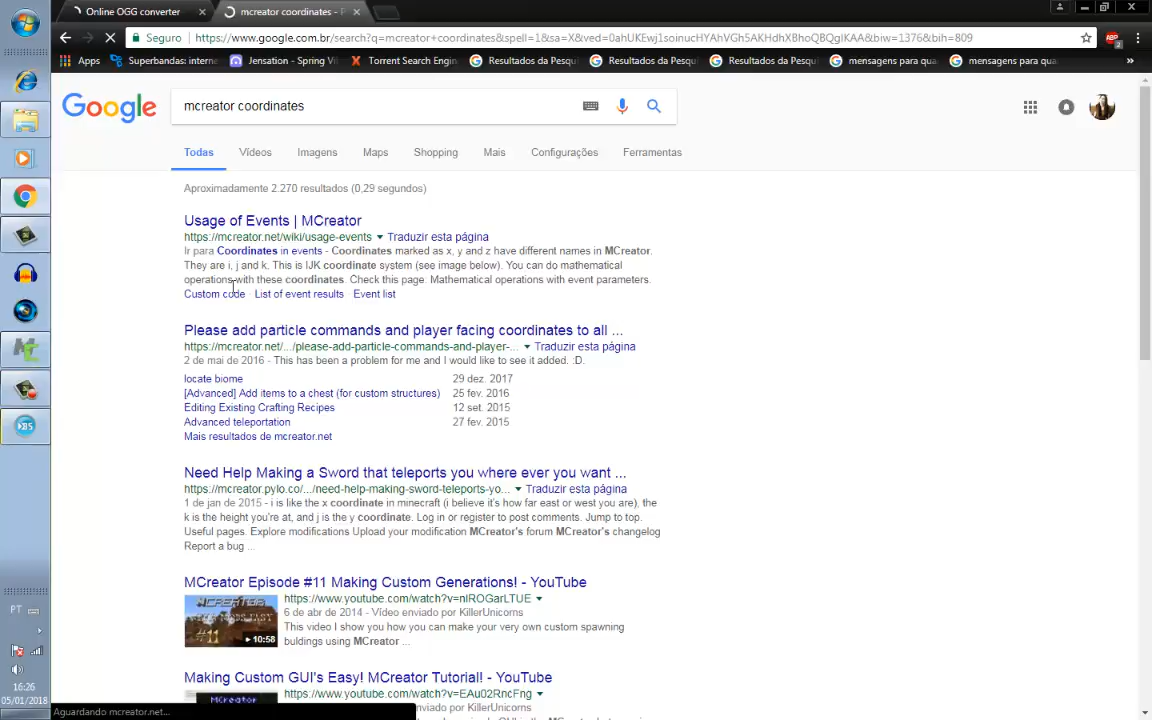 Online OGG converter
mcreator coordinates - P
Seguro
https://www.google.com.br/search?q=mcreator+coordinates&spell=1&sa=X&ved=0ahUKEwj1soinucHYAhVGh5AKHdhXBhoQBQgIKAA&biw=1376&bih=809
Apps
Superbandas: interne
Jensation - Spring Vi
Torrent Search Engin
Resultados da Pesqu
Resultados da Pesqu
Resultados da Pesqu
mensagens para qua
mensagens para qua
Google
mcreator coordinates
Todas Vídeos Imagens Maps Shopping Mais Configurações Ferramentas
Aproximadamente 2.270 resultados (0,29 segundos)
Usage of Events | MCreator
https://mcreator.net/wiki/usage-events Traduzir esta página
Ir para Coordinates in events - Coordinates marked as x, y and z have different names in MCreator.
They are i, j and k. This is IJK coordinate system (see image below). You can do mathematical
operations with these coordinates. Check this page: Mathematical operations with event parameters.
Custom code · List of event results · Event list
Please add particle commands and player facing coordinates to all ...
https://mcreator.net/.../please-add-particle-commands-and-player-... Traduzir esta página
2 de mai de 2016 - This has been a problem for me and I would like to see it added. :D.
locate biome 29 dez. 2017
[Advanced] Add items to a chest (for custom structures) 25 fev. 2016
Editing Existing Crafting Recipes 12 set. 2015
Advanced teleportation 27 fev. 2015
Mais resultados de mcreator.net
Need Help Making a Sword that teleports you where ever you want ...
https://mcreator.pylo.co/.../need-help-making-sword-teleports-yo... Traduzir esta página
1 de jan de 2015 - i is like the x coordinate in minecraft (i believe it's how far east or west you are), the
k is the height you're at, and j is the y coordinate. Log in or register to post comments. Jump to top.
Useful pages. Explore modifications Upload your modification MCreator's forum MCreator's changelog
Report a bug ...
MCreator Episode #11 Making Custom Generations! - YouTube
https://www.youtube.com/watch?v=nIROGarLTUE
6 de abr de 2014 - Vídeo enviado por KillerUnicorns
This video I show you how you can make your very own custom spawning
buldings using MCreator ...
#11
10:58
Making Custom GUI's Easy! MCreator Tutorial! - YouTube
https://www.youtube.com/watch?v=EAu02RncFng
enviado por KillerUnicorns
MCreator
PT
16:26
05/01/2018
Aguardando mcreator.net...